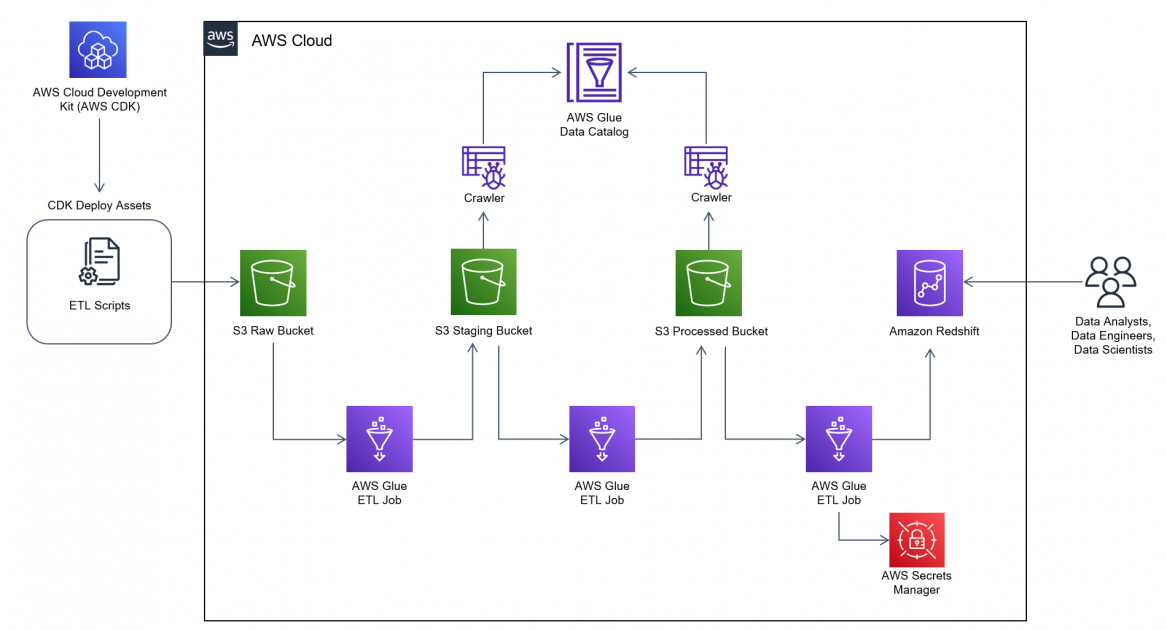 aws
AWS Cloud
AWS Cloud Development
Kit (AWS CDK)
AWS Glue
Data Catalog
Crawler
Crawler
CDK Deploy Assets
ETL Scripts
S3 Raw Bucket
S3 Staging Bucket
S3 Processed Bucket
Amazon Redshift
Data Analysts,
Data Engineers,
Data Scientists
AWS Glue
ETL Job
AWS Glue
ETL Job
AWS Glue
ETL Job
AWS Secrets
Manager